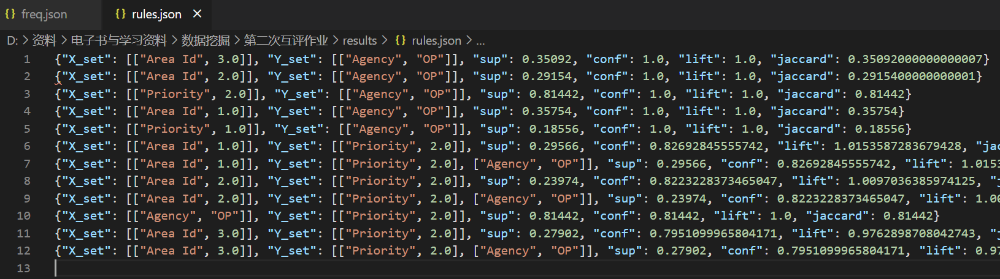 {} freq.json {} rules.json ×
D: > 资料 > 电子书与学习资料 > 数据挖掘 > 第二次互评作业 > results > {} rules.json > ...
1 {"X_set": [["Area Id", 3.0]], "Y_set": [["Agency", "OP"]], "sup": 0.35092, "conf": 1.0, "lift": 1.0, "jaccard": 0.35092000000000007}
2 {"X_set": [["Area Id", 2.0]], "Y_set": [["Agency", "OP"]], "sup": 0.29154, "conf": 1.0, "lift": 1.0, "jaccard": 0.2915400000000001}
3 {"X_set": [["Priority", 2.0]], "Y_set": [["Agency", "OP"]], "sup": 0.81442, "conf": 1.0, "lift": 1.0, "jaccard": 0.81442}
4 {"X_set": [["Area Id", 1.0]], "Y_set": [["Agency", "OP"]], "sup": 0.35754, "conf": 1.0, "lift": 1.0, "jaccard": 0.35754}
5 {"X_set": [["Priority", 1.0]], "Y_set": [["Agency", "OP"]], "sup": 0.18556, "conf": 1.0, "lift": 1.0, "jaccard": 0.18556}
6 {"X_set": [["Area Id", 1.0]], "Y_set": [["Priority", 2.0]], "sup": 0.29566, "conf": 0.82692845555742, "lift": 1.0153587283679428, "jac
7 {"X_set": [["Area Id", 1.0]], "Y_set": [["Priority", 2.0], ["Agency", "OP"]], "sup": 0.29566, "conf": 0.82692845555742, "lift": 1.0153
8 {"X_set": [["Area Id", 2.0]], "Y_set": [["Priority", 2.0]], "sup": 0.23974, "conf": 0.8223228373465047, "lift": 1.0097036385974125, "j
9 {"X_set": [["Area Id", 2.0]], "Y_set": [["Priority", 2.0], ["Agency", "OP"]], "sup": 0.23974, "conf": 0.8223228373465047, "lift": 1.00
10 {"X_set": [["Agency", "OP"]], "Y_set": [["Priority", 2.0]], "sup": 0.81442, "conf": 0.81442, "lift": 1.0, "jaccard": 0.81442}
11 {"X_set": [["Area Id", 3.0]], "Y_set": [["Priority", 2.0]], "sup": 0.27902, "conf": 0.7951099965804171, "lift": 0.9762898708042743, "j
12 {"X_set": [["Area Id", 3.0]], "Y_set": [["Priority", 2.0], ["Agency", "OP"]], "sup": 0.27902, "conf": 0.7951099965804171, "lift": 0.97
13